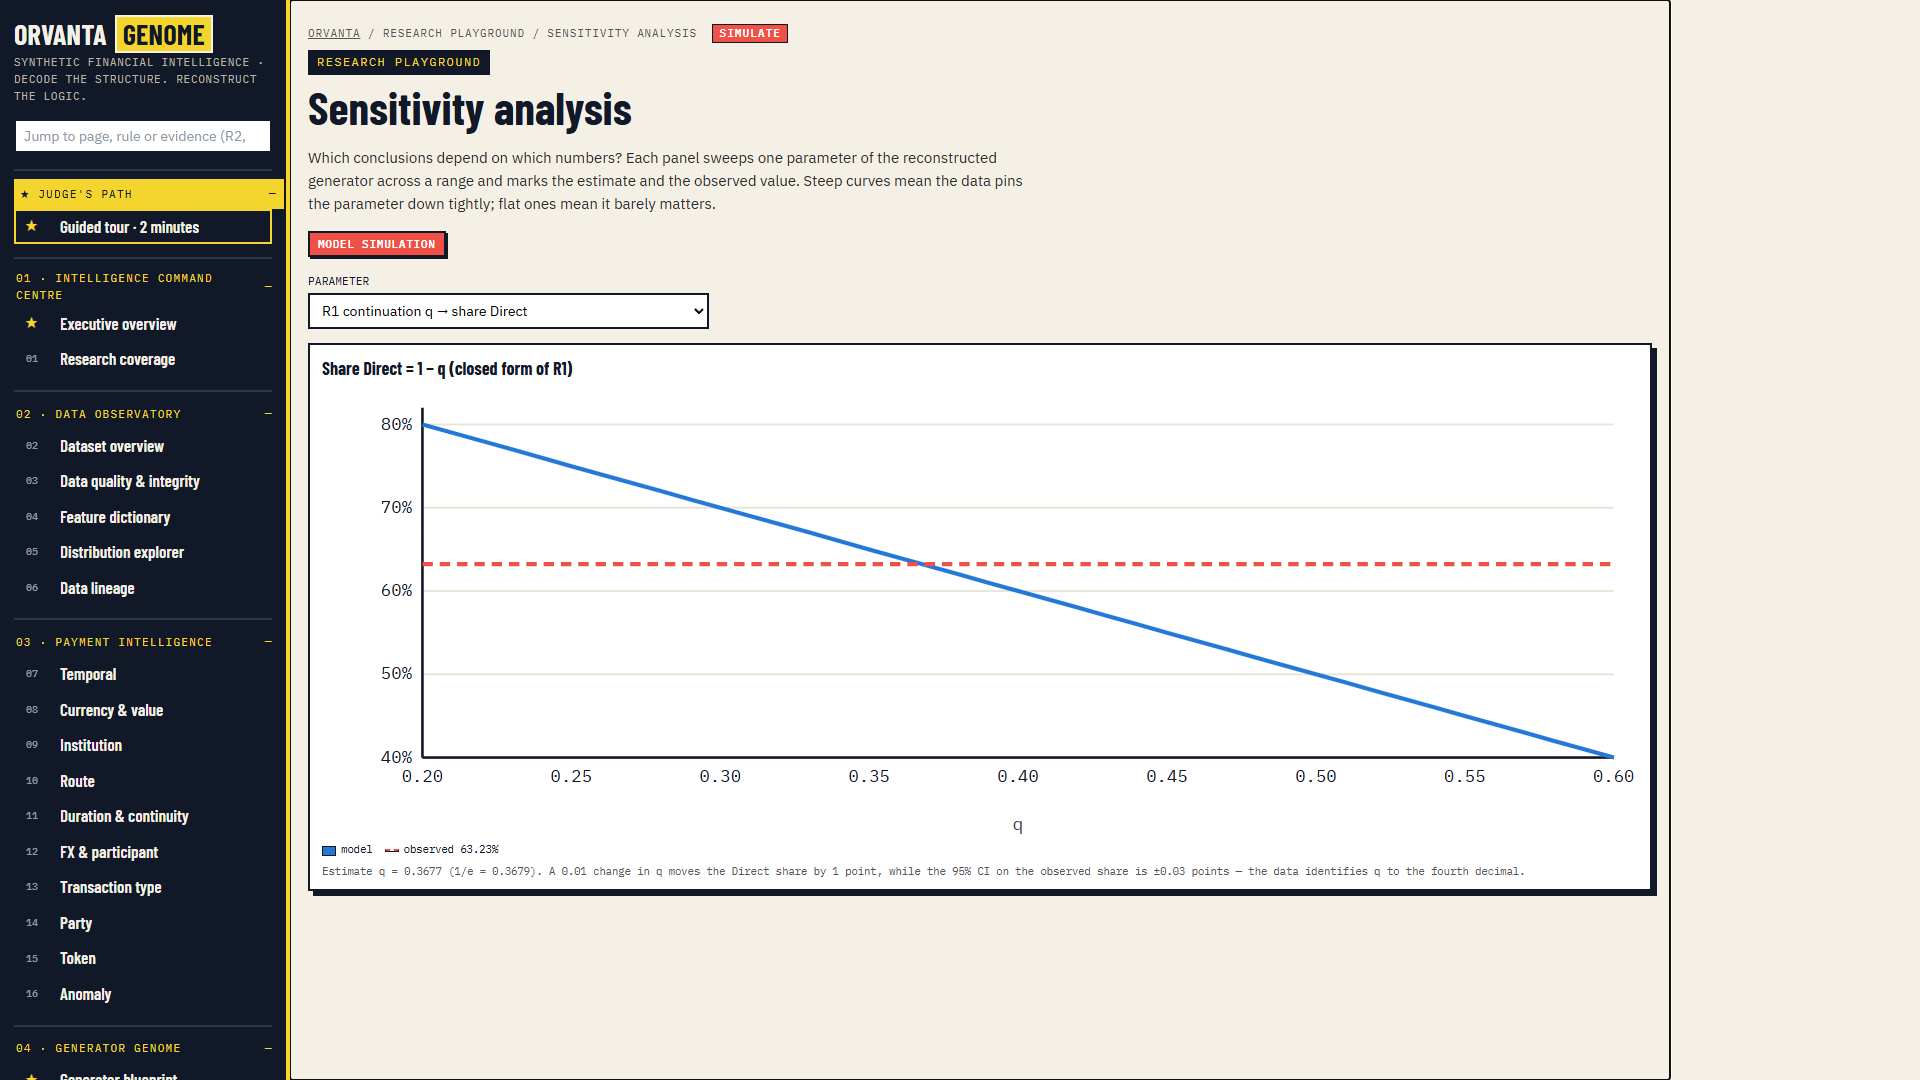 ORVANTA GENOME
SYNTHETIC FINANCIAL INTELLIGENCE ·
DECODE THE STRUCTURE. RECONSTRUCT
THE LOGIC.
Jump to page, rule or evidence (R2,
★ JUDGE'S PATH –
★ Guided tour · 2 minutes
01 · INTELLIGENCE COMMAND
CENTRE –
★ Executive overview
01 Research coverage
02 · DATA OBSERVATORY –
02 Dataset overview
03 Data quality & integrity
04 Feature dictionary
05 Distribution explorer
06 Data lineage
03 · PAYMENT INTELLIGENCE –
07 Temporal
08 Currency & value
09 Institution
10 Route
11 Duration & continuity
12 FX & participant
13 Transaction type
14 Party
15 Token
16 Anomaly
04 · GENERATOR GENOME –
★ Generator blueprint
ORVANTA / RESEARCH PLAYGROUND / SENSITIVITY ANALYSIS SIMULATE
RESEARCH PLAYGROUND
Sensitivity analysis
Which conclusions depend on which numbers? Each panel sweeps one parameter of the reconstructed
generator across a range and marks the estimate and the observed value. Steep curves mean the data pins
the parameter down tightly; flat ones mean it barely matters.
MODEL SIMULATION
PARAMETER
R1 continuation q → share Direct
Share Direct = 1 − q (closed form of R1)
80%
70%
60%
50%
40%
0.20 0.25 0.30 0.35 0.40 0.45 0.50 0.55 0.60
q
model observed 63.23%
Estimate q = 0.3677 (1/e = 0.3679). A 0.01 change in q moves the Direct share by 1 point, while the 95% CI on the observed share is ±0.03 points — the data identifies q to the fourth decimal.